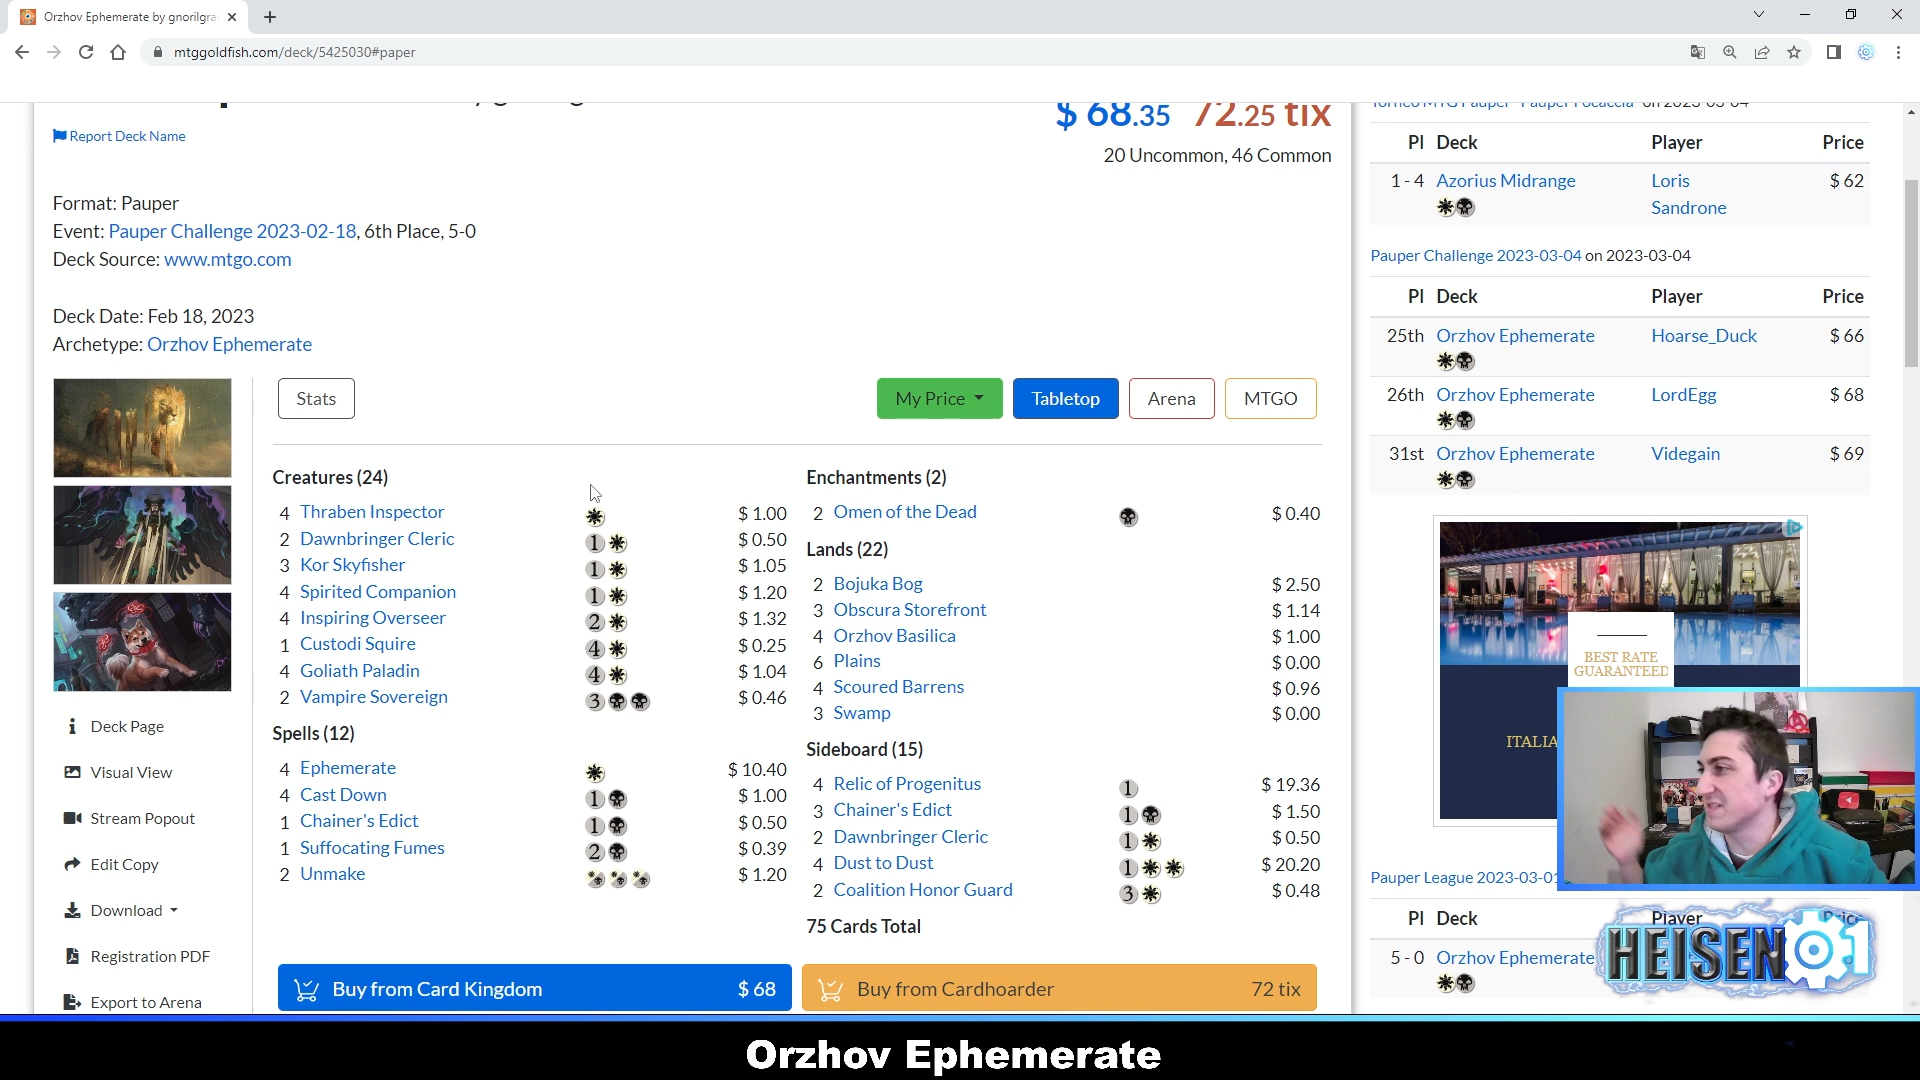 Orzhov Ephemerate by gnorilgra
mtggoldfish.com/deck/5425030#paper
$ 68.35 72.25 tix
20 Uncommon, 46 Common
Report Deck Name
Format: Pauper
Event: Pauper Challenge 2023-02-18, 6th Place, 5-0
Deck Source: www.mtgo.com
Deck Date: Feb 18, 2023
Archetype: Orzhov Ephemerate
Stats
My Price
Tabletop
Arena
MTGO
Creatures (24)
4 Thraben Inspector $ 1.00
2 Dawnbringer Cleric 1 $ 0.50
3 Kor Skyfisher 1 $ 1.05
4 Spirited Companion 1 $ 1.20
4 Inspiring Overseer 2 $ 1.32
1 Custodi Squire 4 $ 0.25
4 Goliath Paladin 4 $ 1.04
2 Vampire Sovereign 3 $ 0.46
Spells (12)
4 Ephemerate $ 10.40
4 Cast Down 1 $ 1.00
1 Chainer's Edict 1 $ 0.50
1 Suffocating Fumes 2 $ 0.39
2 Unmake $ 1.20
Enchantments (2)
2 Omen of the Dead $ 0.40
Lands (22)
2 Bojuka Bog $ 2.50
3 Obscura Storefront $ 1.14
4 Orzhov Basilica $ 1.00
6 Plains $ 0.00
4 Scoured Barrens $ 0.96
3 Swamp $ 0.00
Sideboard (15)
4 Relic of Progenitus 1 $ 19.36
3 Chainer's Edict 1 $ 1.50
2 Dawnbringer Cleric 1 $ 0.50
4 Dust to Dust 1 $ 20.20
2 Coalition Honor Guard 3 $ 0.48
75 Cards Total
Buy from Card Kingdom $ 68
Buy from Cardhoarder 72 tix
Deck Page
Visual View
Stream Popout
Edit Copy
Download
Registration PDF
Export to Arena
Torneo MTG Pauper - Pauper Focaccia on 2023-03-04
Pl Deck Player Price
1 - 4 Azorius Midrange Loris $ 62
Sandrone
Pauper Challenge 2023-03-04 on 2023-03-04
Pl Deck Player Price
25th Orzhov Ephemerate Hoarse_Duck $ 66
26th Orzhov Ephemerate LordEgg $ 68
31st Orzhov Ephemerate Videgain $ 69
BEST RATE
GUARANTEED
ITALIA
Pauper League 2023-03-01
Pl Deck Player Price
5 - 0 Orzhov Ephemerate
HEISEN01
Orzhov Ephemerate